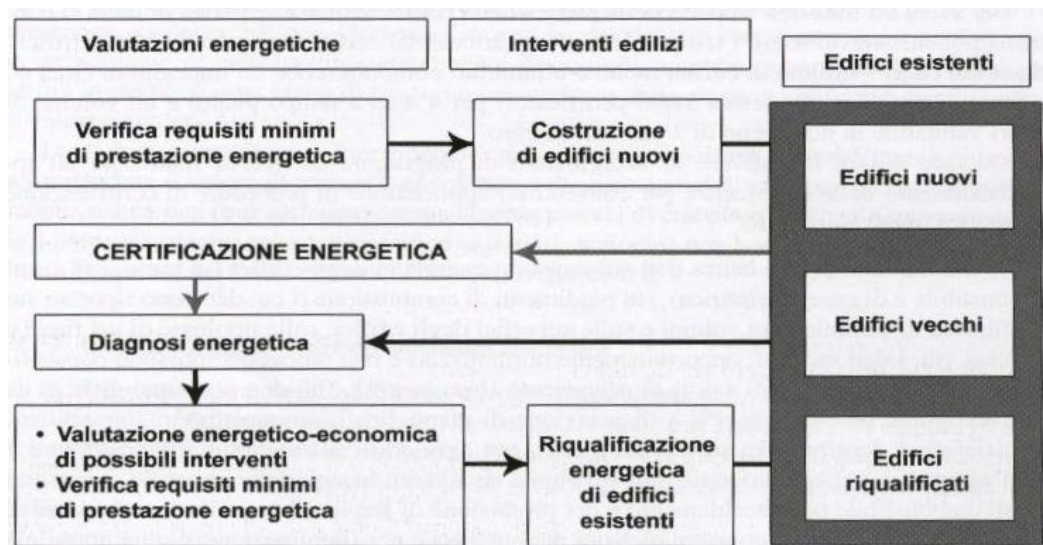 Valutazioni energetiche
Interventi edilizi
Edifici esistenti
Verifica requisiti minimi
di prestazione energetica
Costruzione
di edifici nuovi
Edifici nuovi
CERTIFICAZIONE ENERGETICA
Diagnosi energetica
Edifici vecchi
• Valutazione energetico-economica
di possibili interventi
• Verifica requisiti minimi
di prestazione energetica
Riqualificazione
energetica
di edifici
esistenti
Edifici
riqualificati